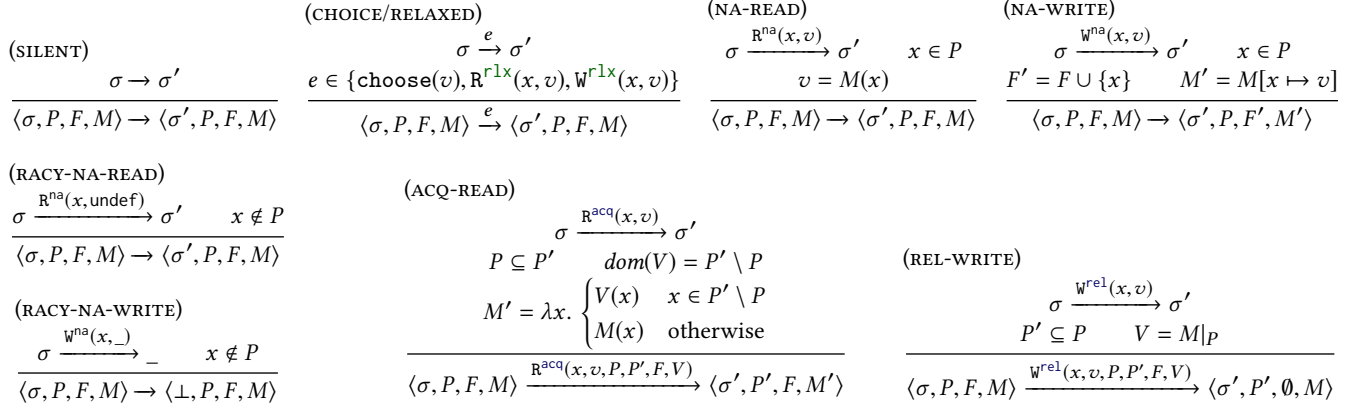 (SILENT)
σ → σ′
⟨σ, P, F, M⟩ → ⟨σ′, P, F, M⟩
(CHOICE/RELAXED)
σ —e→ σ′
e ∈ {choose(v), R^rlx(x, v), W^rlx(x, v)}
⟨σ, P, F, M⟩ —e→ ⟨σ′, P, F, M⟩
(NA-READ)
σ —R^na(x,v)→ σ′ x ∈ P
v = M(x)
⟨σ, P, F, M⟩ → ⟨σ′, P, F, M⟩
(NA-WRITE)
σ —W^na(x,v)→ σ′ x ∈ P
F′ = F ∪ {x} M′ = M[x ↦ v]
⟨σ, P, F, M⟩ → ⟨σ′, P, F′, M′⟩
(RACY-NA-READ)
σ —R^na(x,undef)→ σ′ x ∉ P
⟨σ, P, F, M⟩ → ⟨σ′, P, F, M⟩
(RACY-NA-WRITE)
σ —W^na(x,_)→ _ x ∉ P
⟨σ, P, F, M⟩ → ⟨⊥, P, F, M⟩
(ACQ-READ)
σ —R^acq(x,v)→ σ′
P ⊆ P′ dom(V) = P′ \ P
M′ = λx. { V(x) x ∈ P′ \ P
M(x) otherwise
⟨σ, P, F, M⟩ —R^acq(x,v,P,P′,F,V)→ ⟨σ′, P′, F, M′⟩
(REL-WRITE)
σ —W^rel(x,v)→ σ′
P′ ⊆ P V = M|_P
⟨σ, P, F, M⟩ —W^rel(x,v,P,P′,F,V)→ ⟨σ′, P′, ∅, M⟩